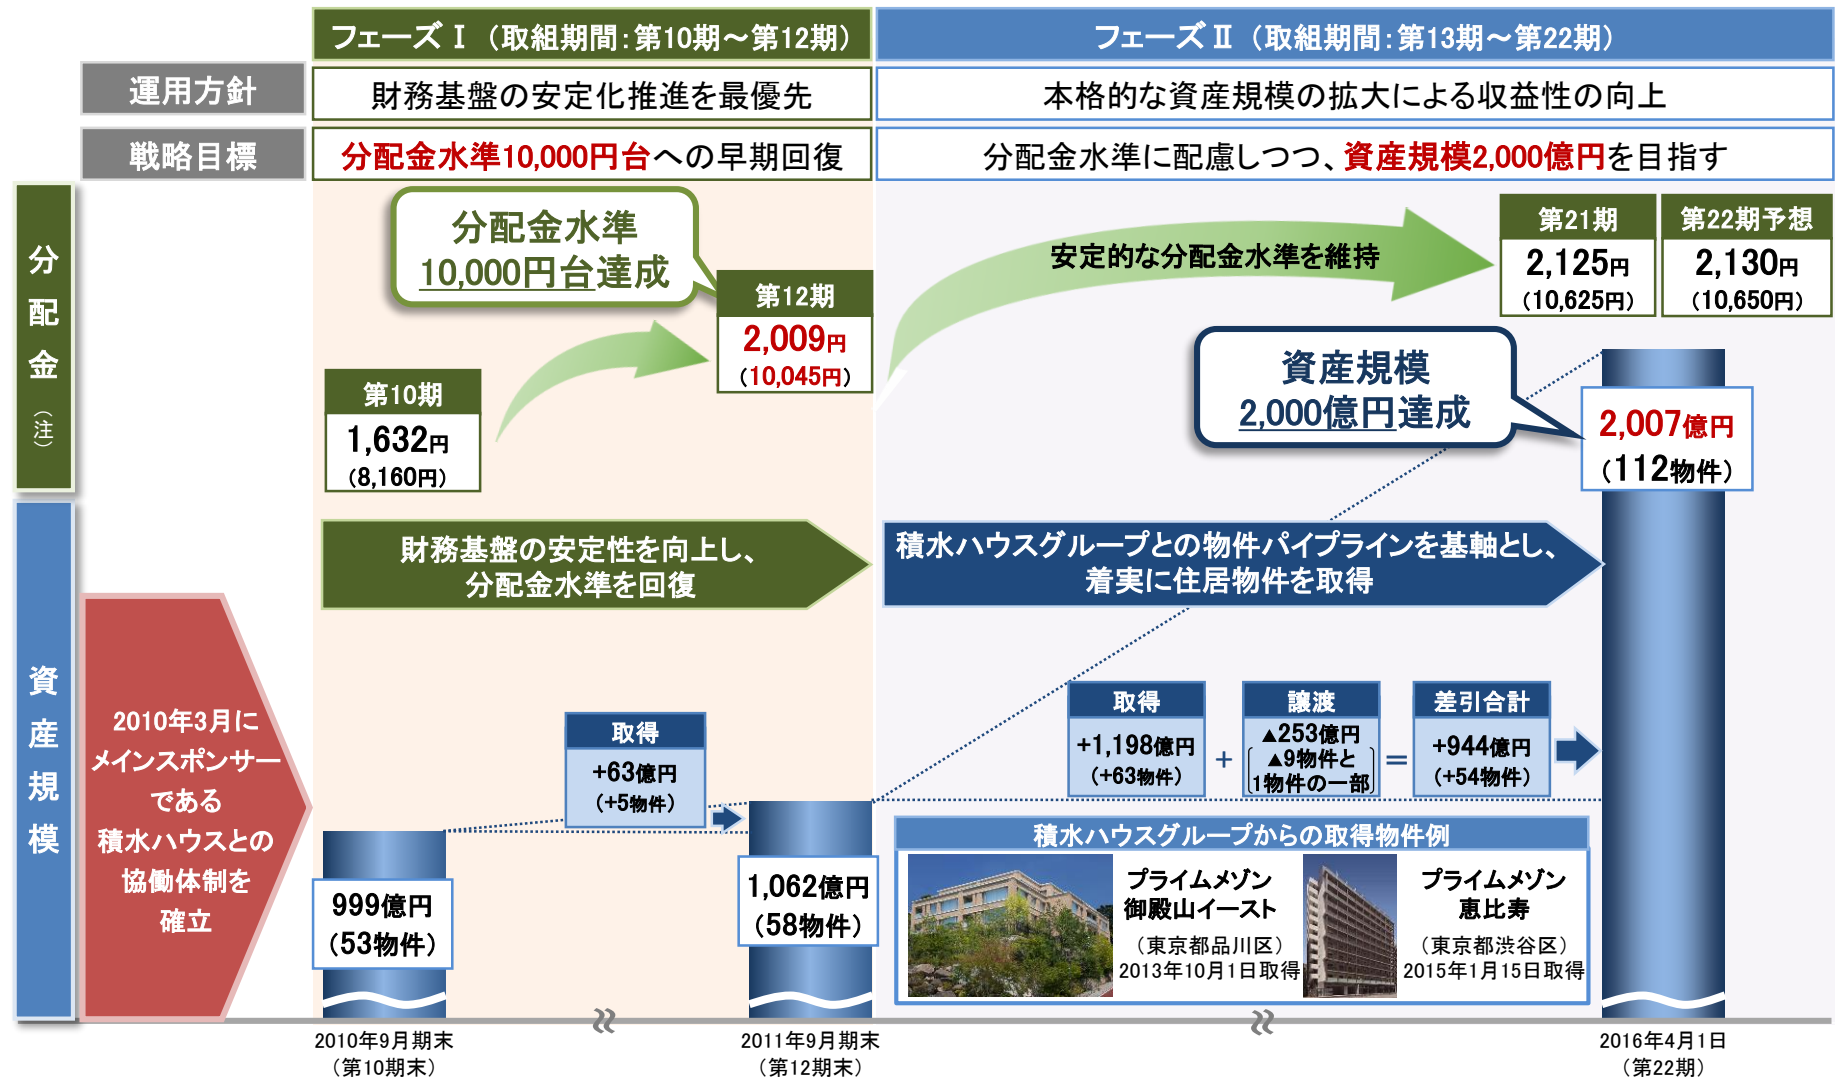 フェーズⅠ（取組期間：第10期～第12期）
フェーズⅡ（取組期間：第13期～第22期）
運用方針
財務基盤の安定化推進を最優先
本格的な資産規模の拡大による収益性の向上
戦略目標
分配金水準10,000円台への早期回復
分配金水準に配慮しつつ、資産規模2,000億円を目指す
分配金（注）
分配金水準
10,000円台達成
第10期
1,632円
（8,160円）
第12期
2,009円
（10,045円）
安定的な分配金水準を維持
第21期
2,125円
（10,625円）
第22期予想
2,130円
（10,650円）
資産規模
2,000億円達成
2,007億円
（112物件）
財務基盤の安定性を向上し、
分配金水準を回復
積水ハウスグループとの物件パイプラインを基軸とし、
着実に住居物件を取得
資産規模
2010年3月に
メインスポンサー
である
積水ハウスとの
協働体制を
確立
取得
+63億円
（+5物件）
999億円
（53物件）
1,062億円
（58物件）
取得
+1,198億円
（+63物件）
+
譲渡
▲253億円
▲9物件と
1物件の一部
=
差引合計
+944億円
（+54物件）
積水ハウスグループからの取得物件例
プライムメゾン
御殿山イースト
（東京都品川区）
2013年10月1日取得
プライムメゾン
恵比寿
（東京都渋谷区）
2015年1月15日取得
2010年9月期末
（第10期末）
2011年9月期末
（第12期末）
2016年4月1日
（第22期）